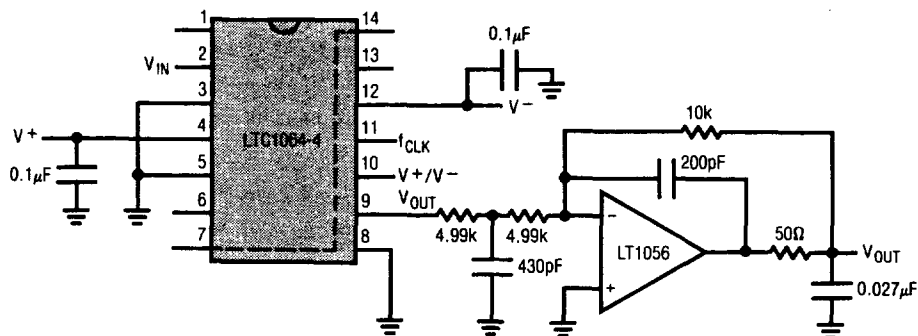 1
14
0.1μF
V_IN
2
13
3
12
V⁻
V⁺
4
LTC1064-4
11
f_CLK
10k
0.1μF
5
10
V⁺/V⁻
200pF
6
9
V_OUT
4.99k
4.99k
−
50Ω
7
8
430pF
LT1056
V_OUT
+
0.027μF